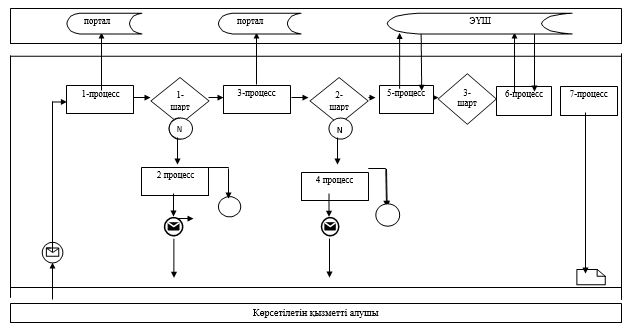 портал
портал
ЭҮШ
1-процесс
1-
шарт
3-процесс
2-
шарт
5-процесс
3-
шарт
6-процесс
7-процесс
N
N
2 процесс
4 процесс
Көрсетілетін қызметті алушы